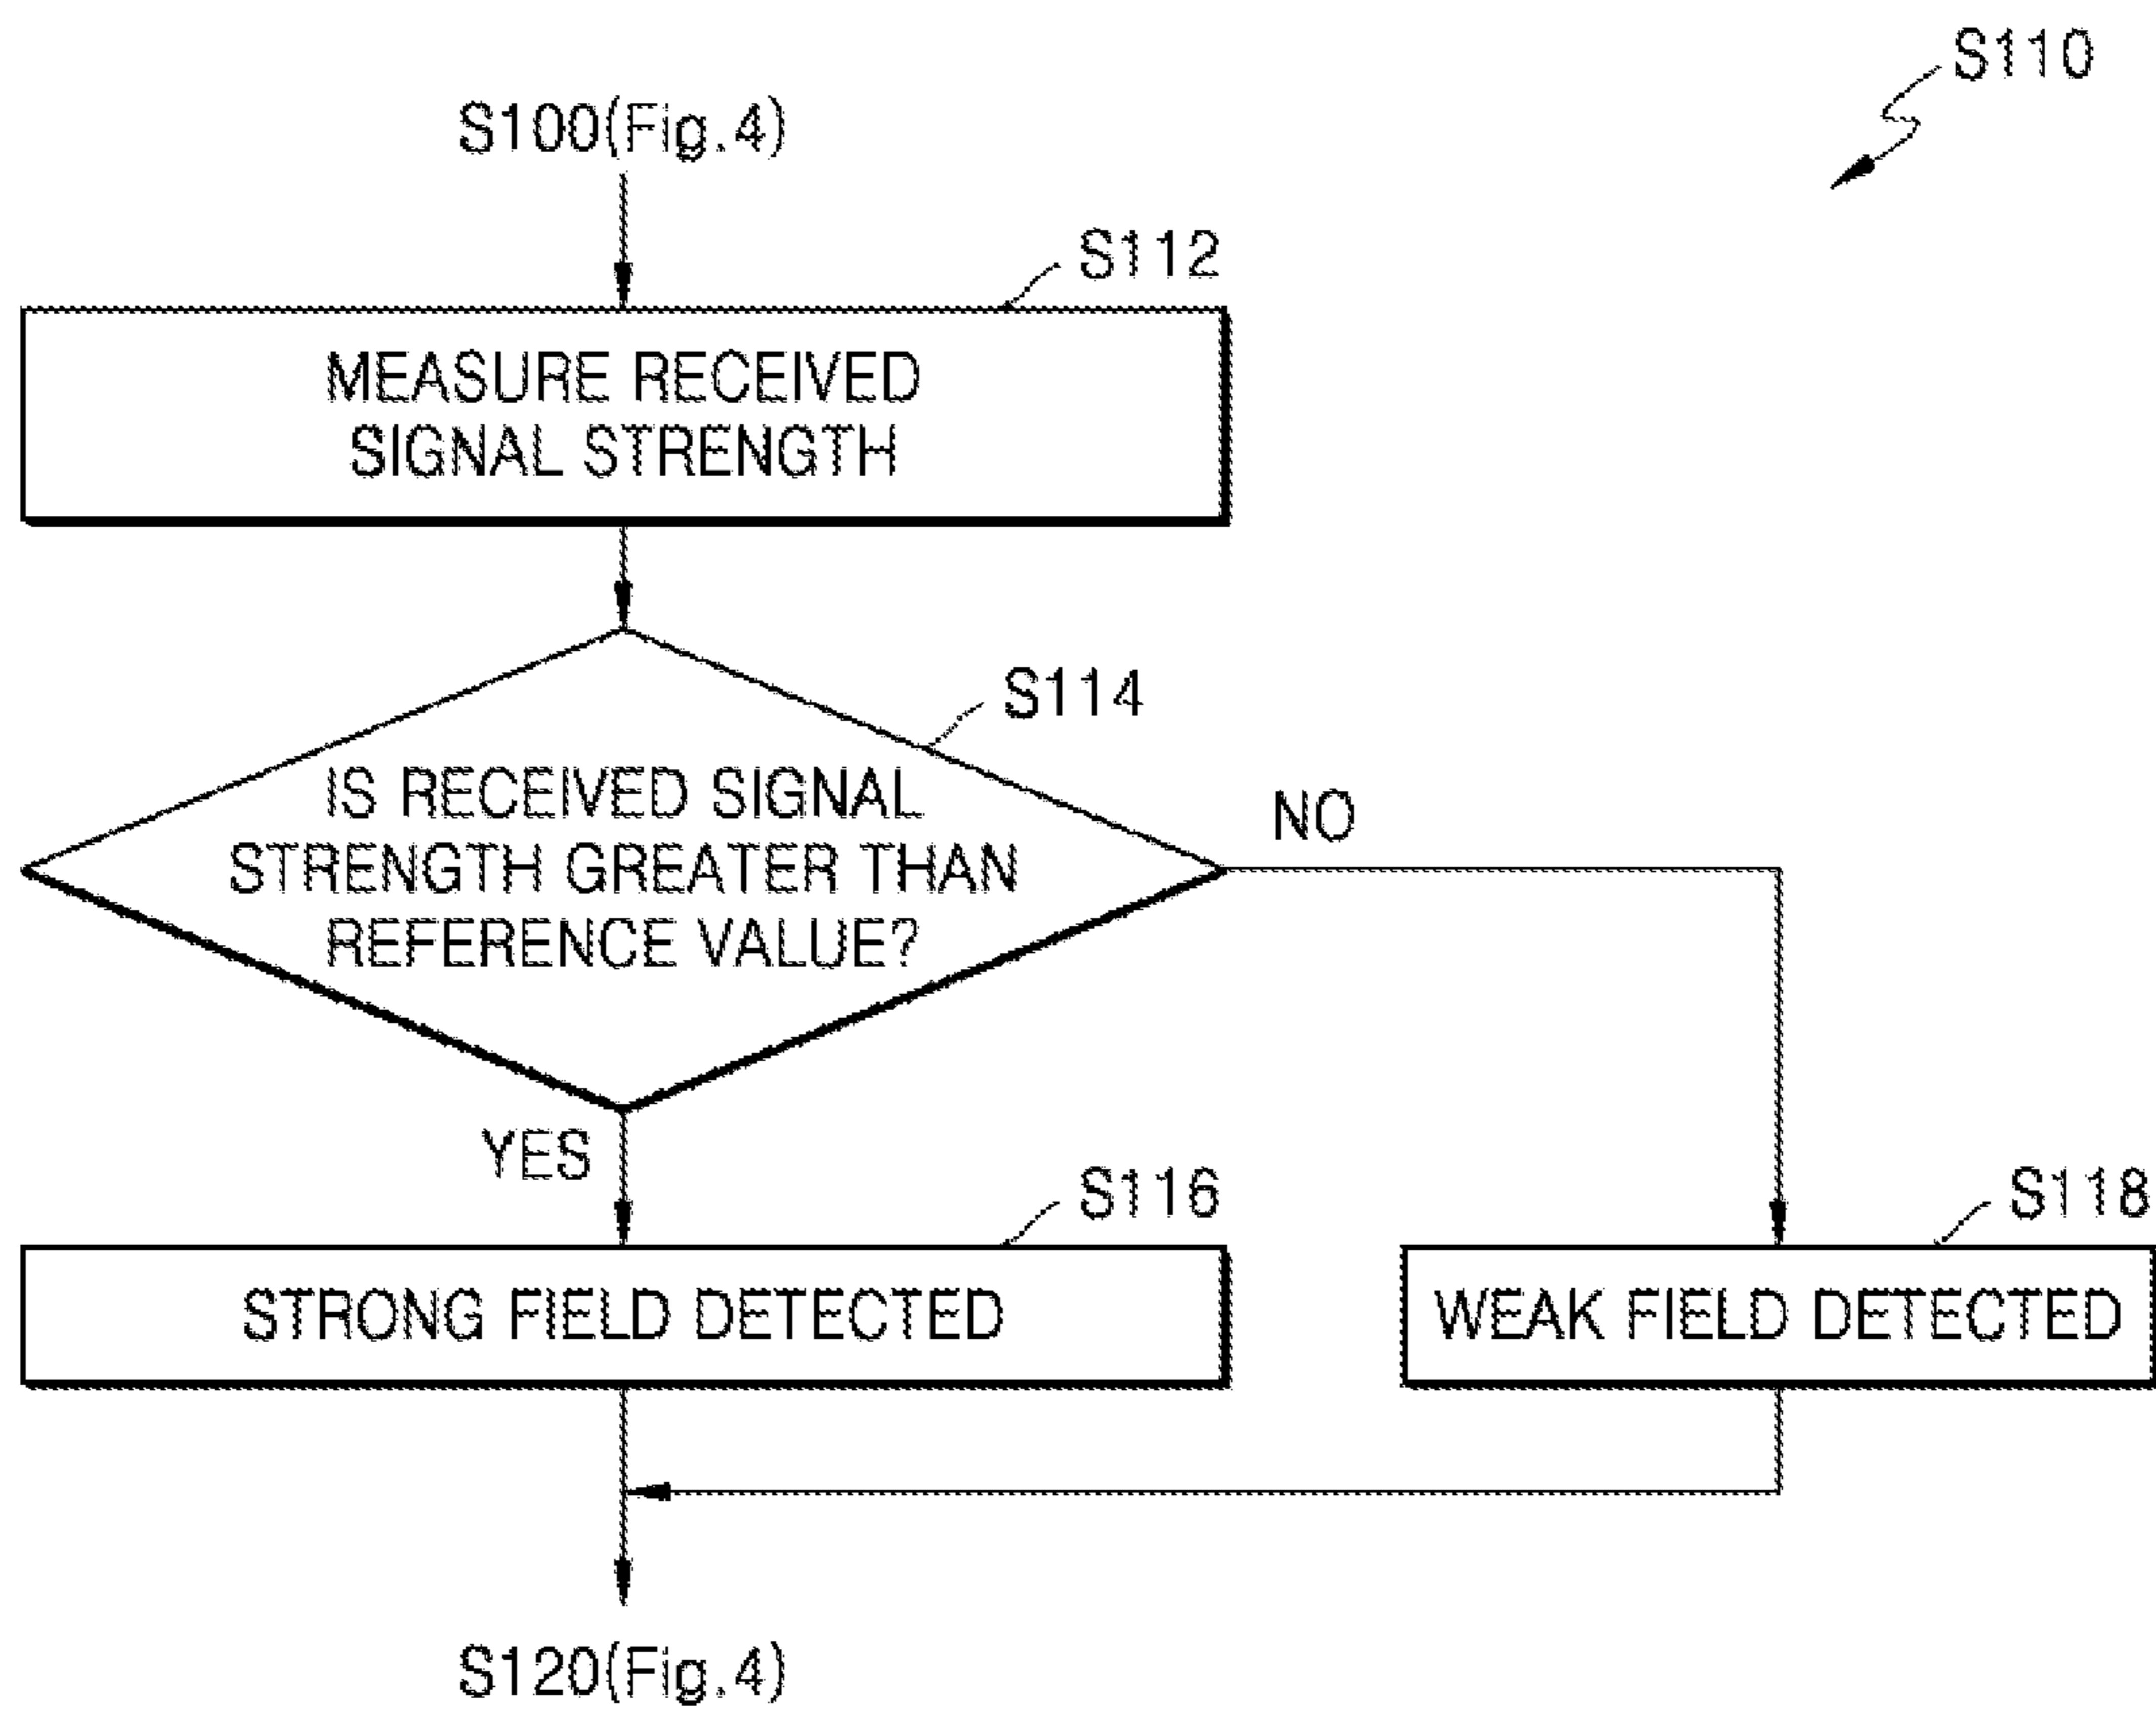 S110
S100(Fig.4)
S112
MEASURE RECEIVED
SIGNAL STRENGTH
S114
IS RECEIVED SIGNAL
STRENGTH GREATER THAN
REFERENCE VALUE?
NO
YES
S116
STRONG FIELD DETECTED
S118
WEAK FIELD DETECTED
S120(Fig.4)